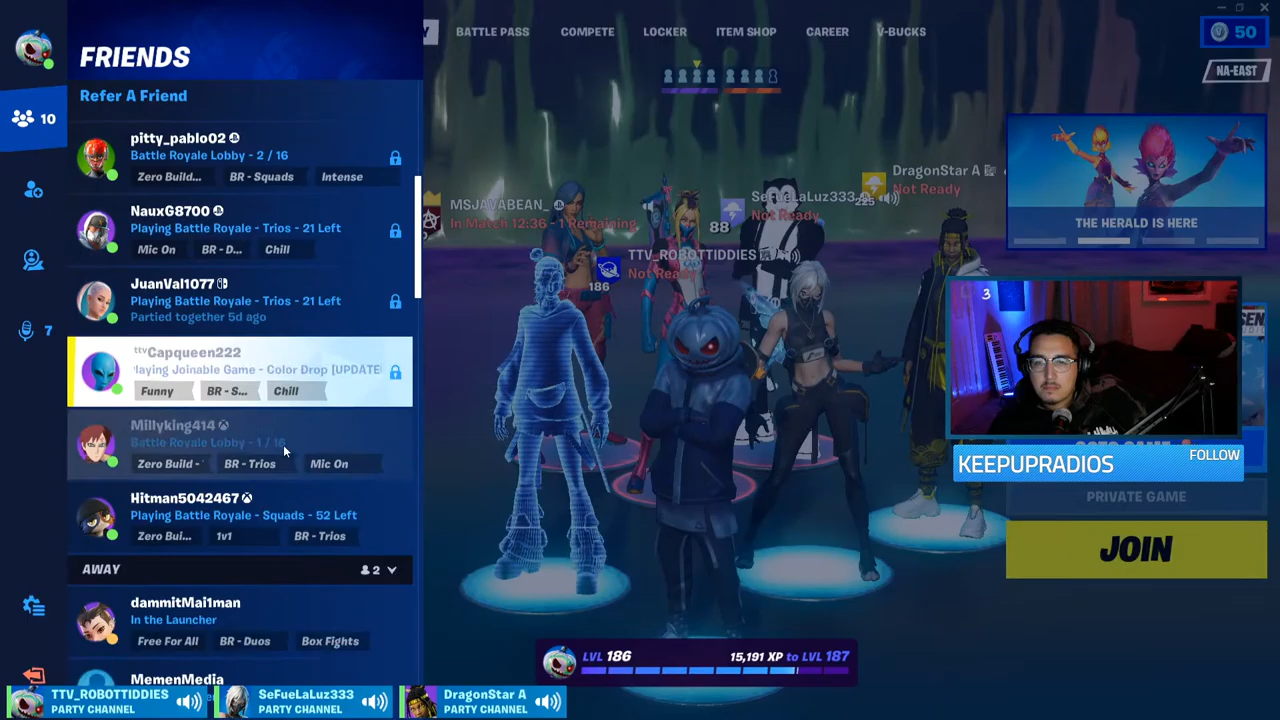 FRIENDS
Refer A Friend
10
pitty_pablo02
Battle Royale Lobby - 2 / 16
Zero Build... BR - Squads Intense
NauxG8700
Playing Battle Royale - Trios - 21 Left
Mic On BR - D... Chill
JuanVal1077
Playing Battle Royale - Trios - 21 Left
Partied together 5d ago
7
ttvCapqueen222
laying Joinable Game - Color Drop [UPDATE
Funny BR - S... Chill
Millyking414
Battle Royale Lobby - 1 / 16
Zero Build - BR - Trios Mic On
Hitman5042467
Playing Battle Royale - Squads - 52 Left
Zero Bui... 1v1 BR - Trios
AWAY 2
dammitMai1man
In the Launcher
Free For All BR - Duos Box Fights
MemenMedia
Y BATTLE PASS COMPETE LOCKER ITEM SHOP CAREER V-BUCKS
50
NA-EAST
THE HERALD IS HERE
MSJAVABEAN_
In Match 12:36 - 1 Remaining
SeFueLaLuz333
Not Ready
88
DragonStar A
Not Ready
225
TTV_ROBOTTIDDIES
Not Ready
186
3
KEEPUPRADIOS FOLLOW
PRIVATE GAME
JOIN
LVL 186 15,191 XP to LVL 187
TTV_ROBOTTIDDIES
PARTY CHANNEL
SeFueLaLuz333
PARTY CHANNEL
DragonStar A
PARTY CHANNEL